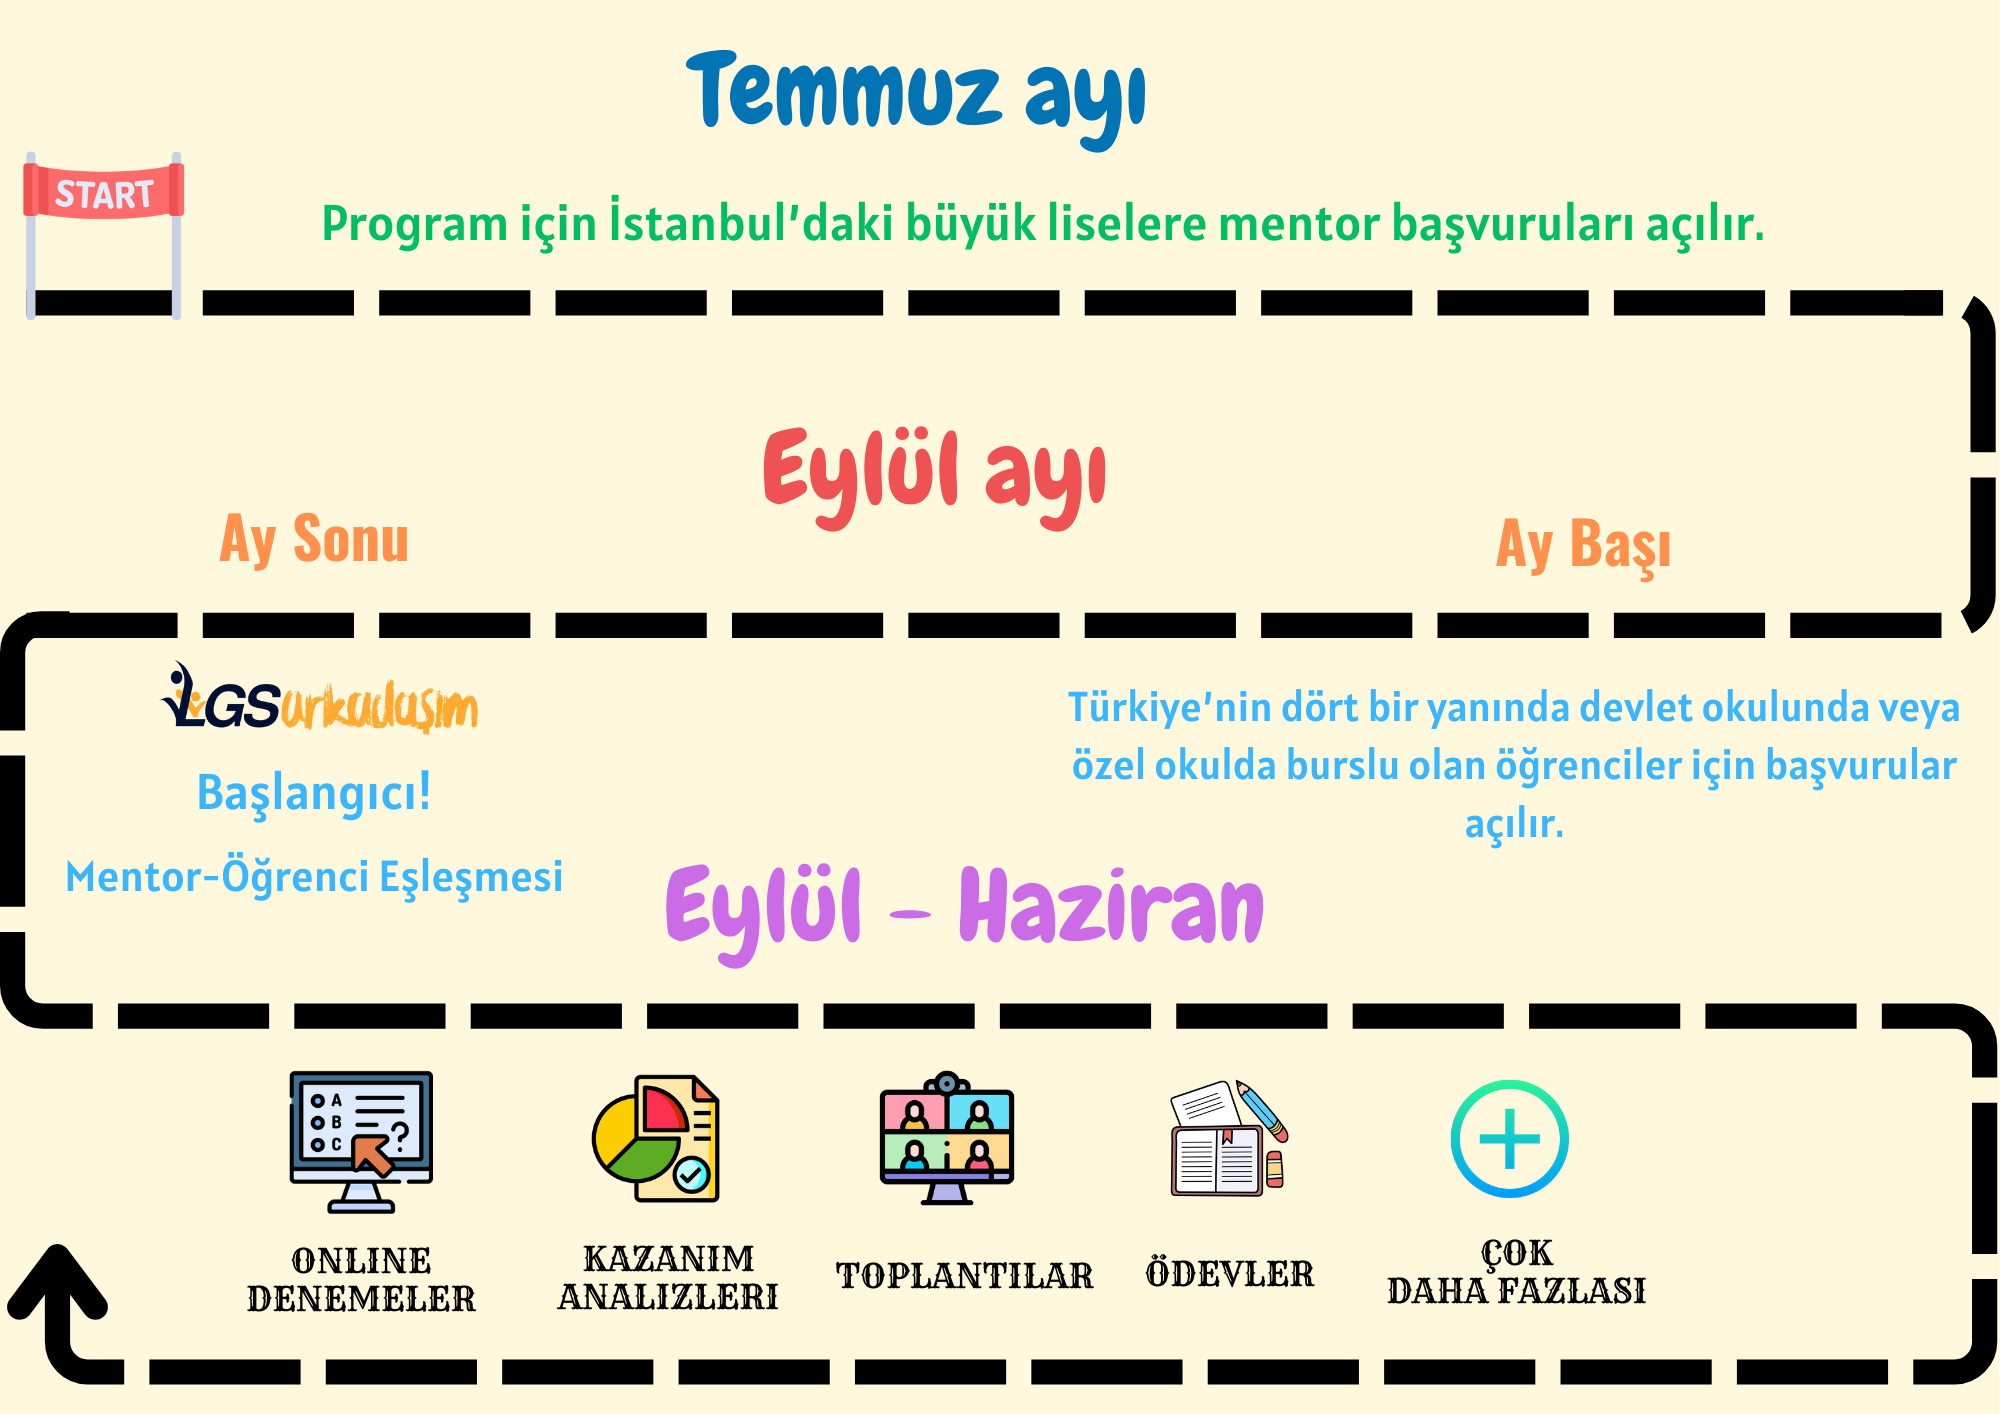 Temmuz ayı
START
Program için İstanbul'daki büyük liselere mentor başvuruları açılır.
Eylül ayı
Ay Sonu
Ay Başı
LGSarkadaşım
Başlangıcı!
Mentor-Öğrenci Eşleşmesi
Türkiye'nin dört bir yanında devlet okulunda veya
özel okulda burslu olan öğrenciler için başvurular
açılır.
Eylül - Haziran
A
B
C
?
ONLINE
DENEMELER
KAZANIM
ANALIZLERI
TOPLANTILAR
ÖDEVLER
ÇOK
DAHA FAZLASI